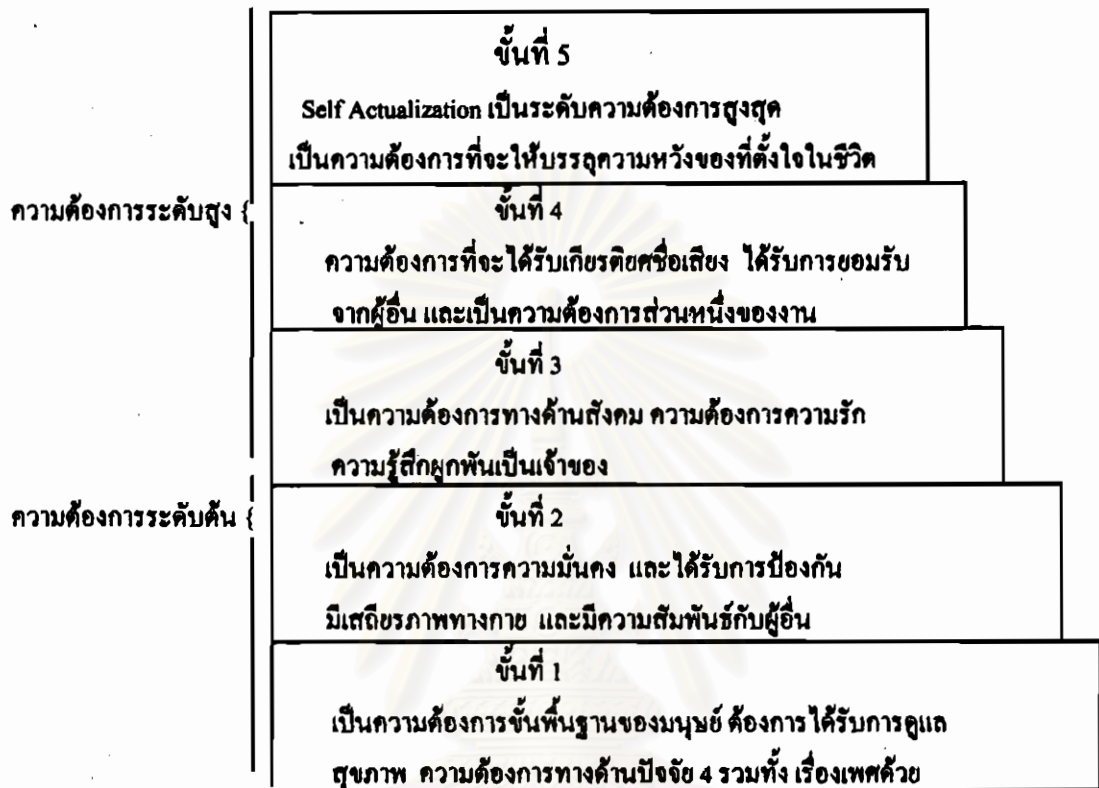 ขั้นที่ 5
Self Actualization เป็นระดับความต้องการสูงสุด
เป็นความต้องการที่จะให้บรรลุความหวังของที่ตั้งใจในชีวิต
ความต้องการระดับสูง {
ขั้นที่ 4
ความต้องการที่จะได้รับเกียรติยศชื่อเสียง ได้รับการยอมรับ
จากผู้อื่น และเป็นความต้องการส่วนหนึ่งของงาน
ขั้นที่ 3
เป็นความต้องการทางด้านสังคม ความต้องการความรัก
ความรู้สึกผูกพันเป็นเจ้าของ
ความต้องการระดับต้น {
ขั้นที่ 2
เป็นความต้องการความมั่นคง และได้รับการป้องกัน
มีเสถียรภาพทางกาย และมีความสัมพันธ์กับผู้อื่น
ขั้นที่ 1
เป็นความต้องการขั้นพื้นฐานของมนุษย์ ต้องการได้รับการดูแล
สุขภาพ ความต้องการทางด้านปัจจัย 4 รวมทั้ง เรื่องเพศด้วย